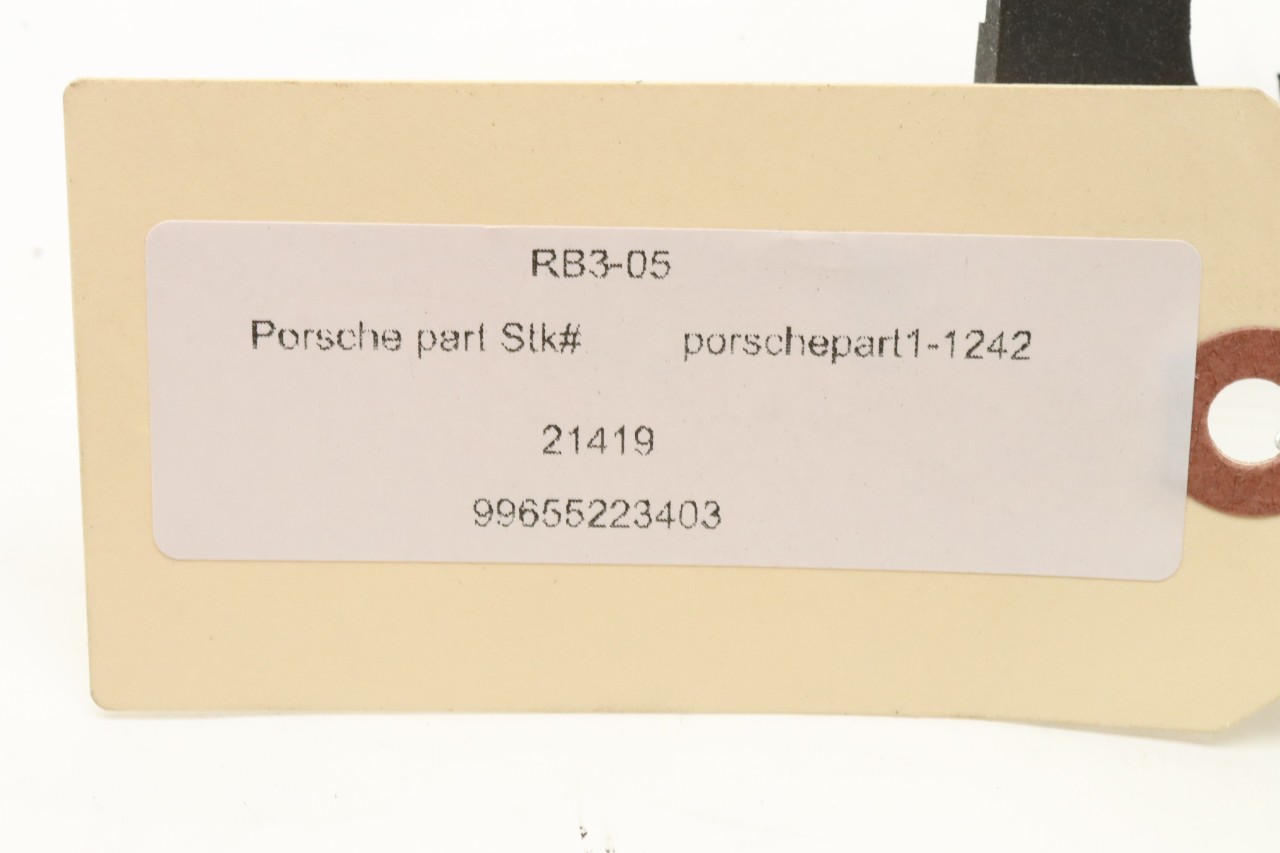 RB3-05
Porsche part Stk# porschepart1-1242
21419
99655223403